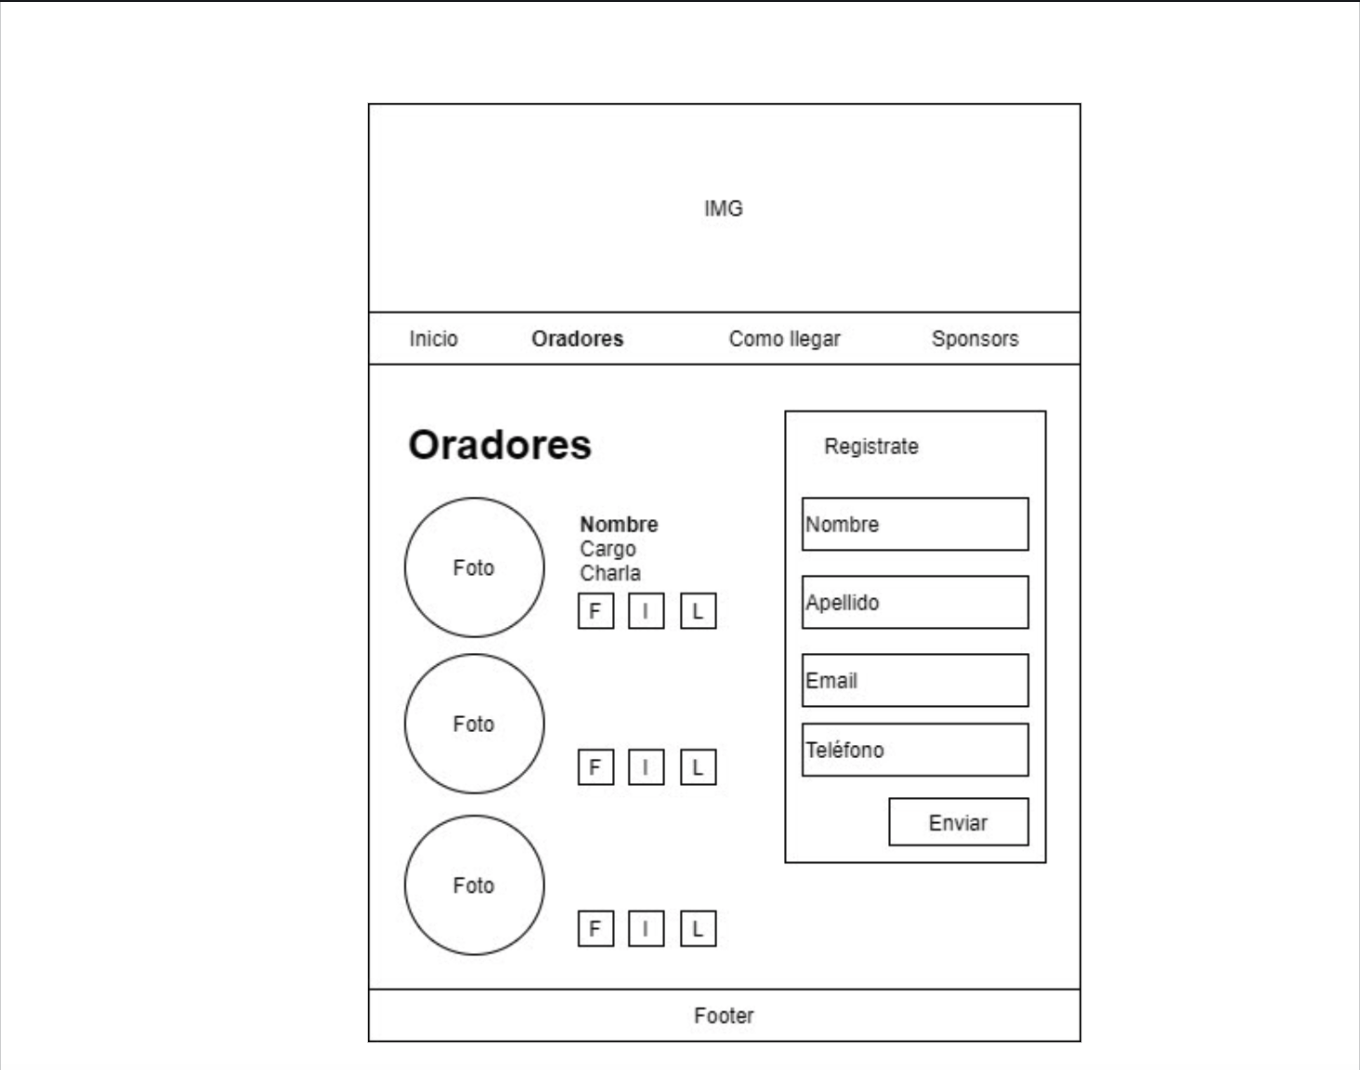 IMG
Inicio Oradores Como llegar Sponsors
Oradores
Foto
Nombre
Cargo
Charla
F I L
Foto
F I L
Foto
F I L
Registrate
Nombre
Apellido
Email
Teléfono
Enviar
Footer